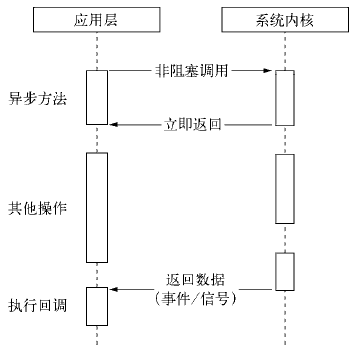 应用层
系统内核
非阻塞调用
异步方法
立即返回
其他操作
返回数据
(事件/信号)
执行回调